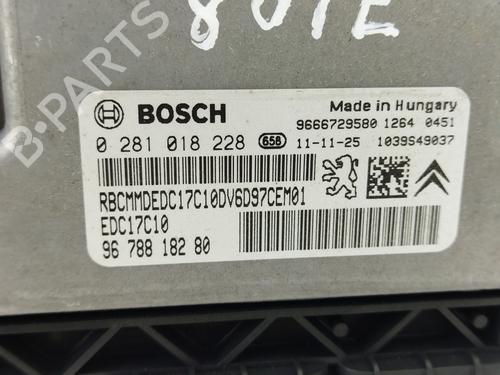 801E
BOSCH
Made in Hungary
9666729580 1264 0451
0 281 018 228 658 11-11-25 1039S49037
RBCMMDEDC17C10DV6D97CEM01
EDC17C10
96 788 182 80
B-Parts